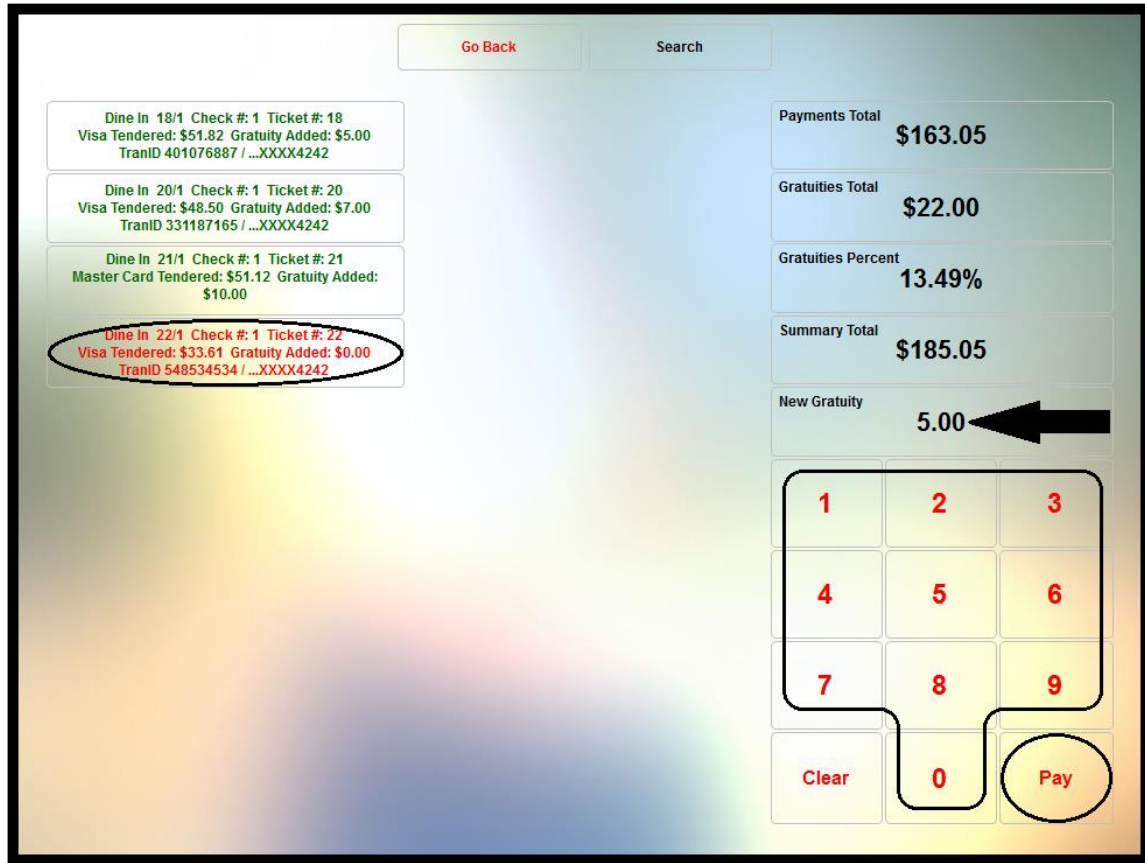 Go Back
Search
Dine In 18/1 Check #: 1 Ticket #: 18
Visa Tendered: $51.82 Gratuity Added: $5.00
TranID 401076887 / ...XXXX4242
Dine In 20/1 Check #: 1 Ticket #: 20
Visa Tendered: $48.50 Gratuity Added: $7.00
TranID 331187165 / ...XXXX4242
Dine In 21/1 Check #: 1 Ticket #: 21
Master Card Tendered: $51.12 Gratuity Added:
$10.00
Dine In 22/1 Check #: 1 Ticket #: 22
Visa Tendered: $33.61 Gratuity Added: $0.00
TranID 548534534 / ...XXXX4242
Payments Total
$163.05
Gratuities Total
$22.00
Gratuities Percent
13.49%
Summary Total
$185.05
New Gratuity
5.00
1 2 3
4 5 6
7 8 9
Clear 0 Pay